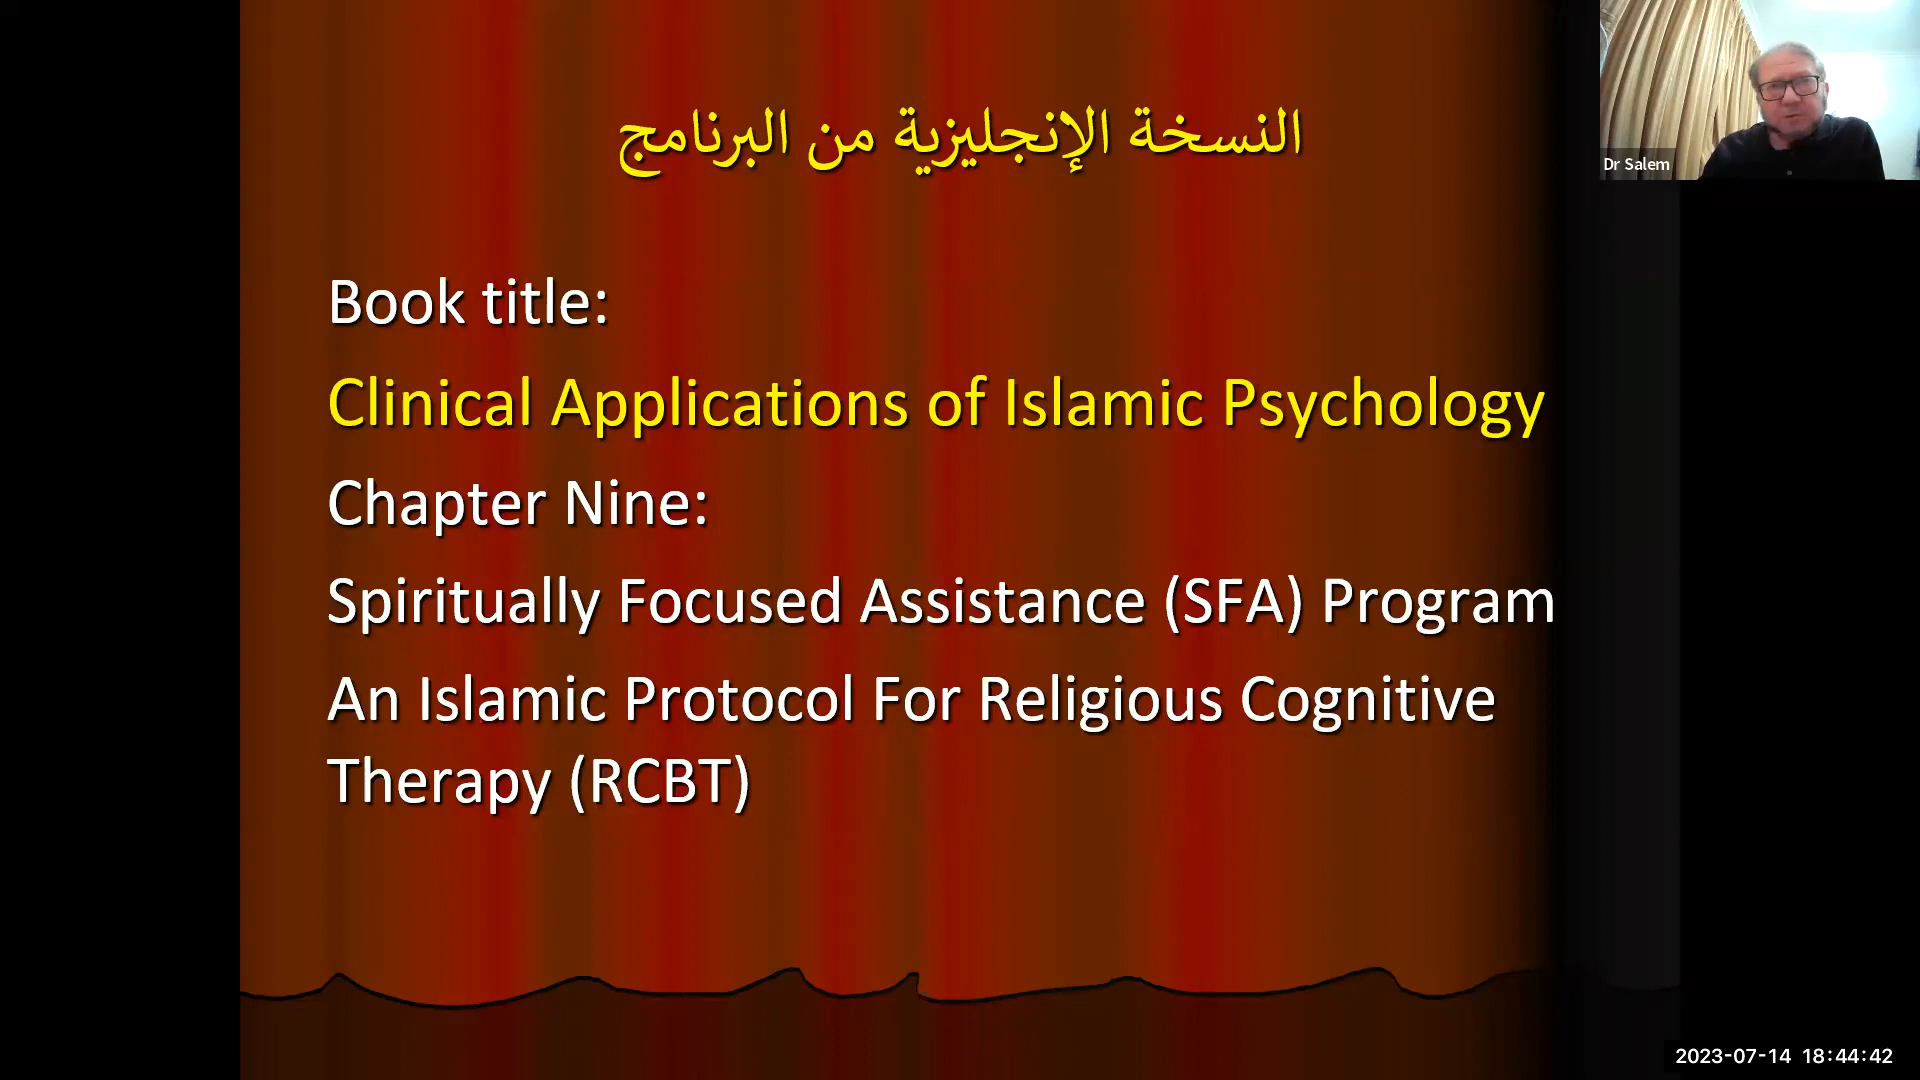 النسخة الإنجليزية من البرنامج
Book title:
Clinical Applications of Islamic Psychology
Chapter Nine:
Spiritually Focused Assistance (SFA) Program
An Islamic Protocol For Religious Cognitive
Therapy (RCBT)
Dr Salem
2023-07-14 18:44:42